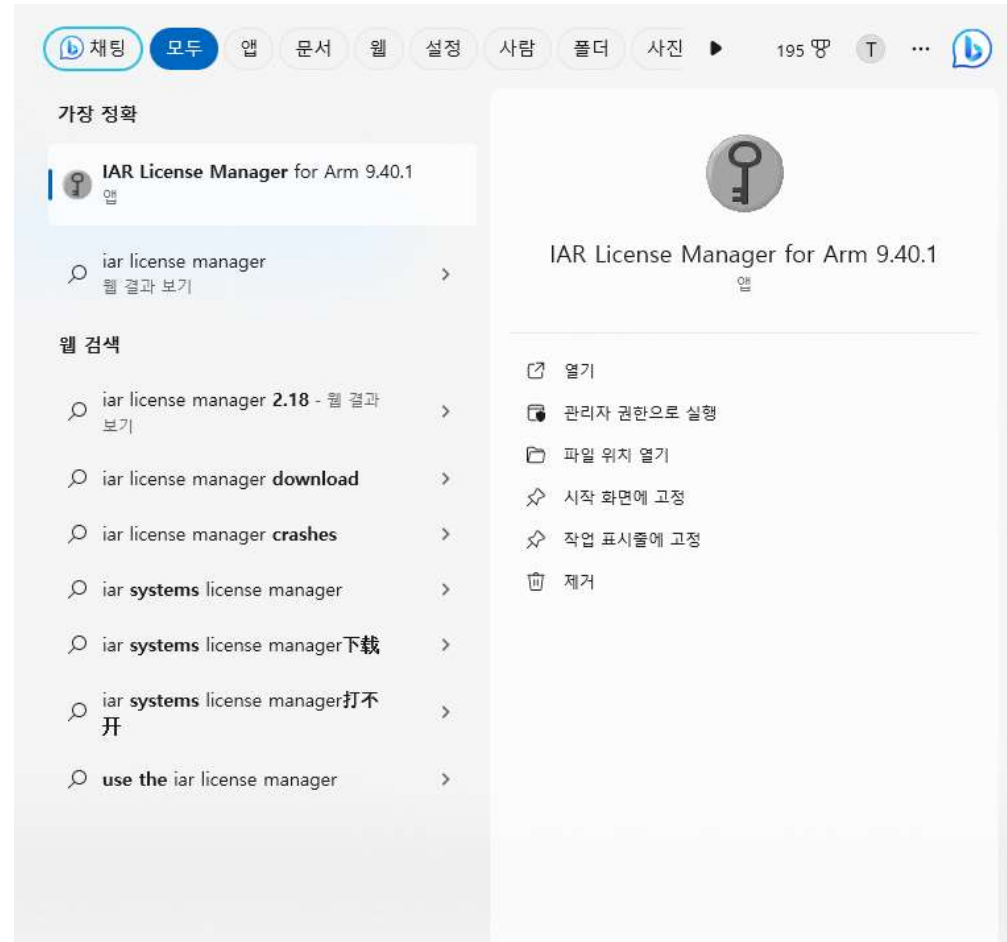 채팅 모두 앱 문서 웹 설정 사람 폴더 사진 195 T ...
가장 정확
IAR License Manager for Arm 9.40.1
앱
iar license manager
웹 결과 보기
웹 검색
iar license manager 2.18 - 웹 결과
보기
iar license manager download
iar license manager crashes
iar systems license manager
iar systems license manager下载
iar systems license manager打不
开
use the iar license manager
IAR License Manager for Arm 9.40.1
앱
열기
관리자 권한으로 실행
파일 위치 열기
시작 화면에 고정
작업 표시줄에 고정
제거